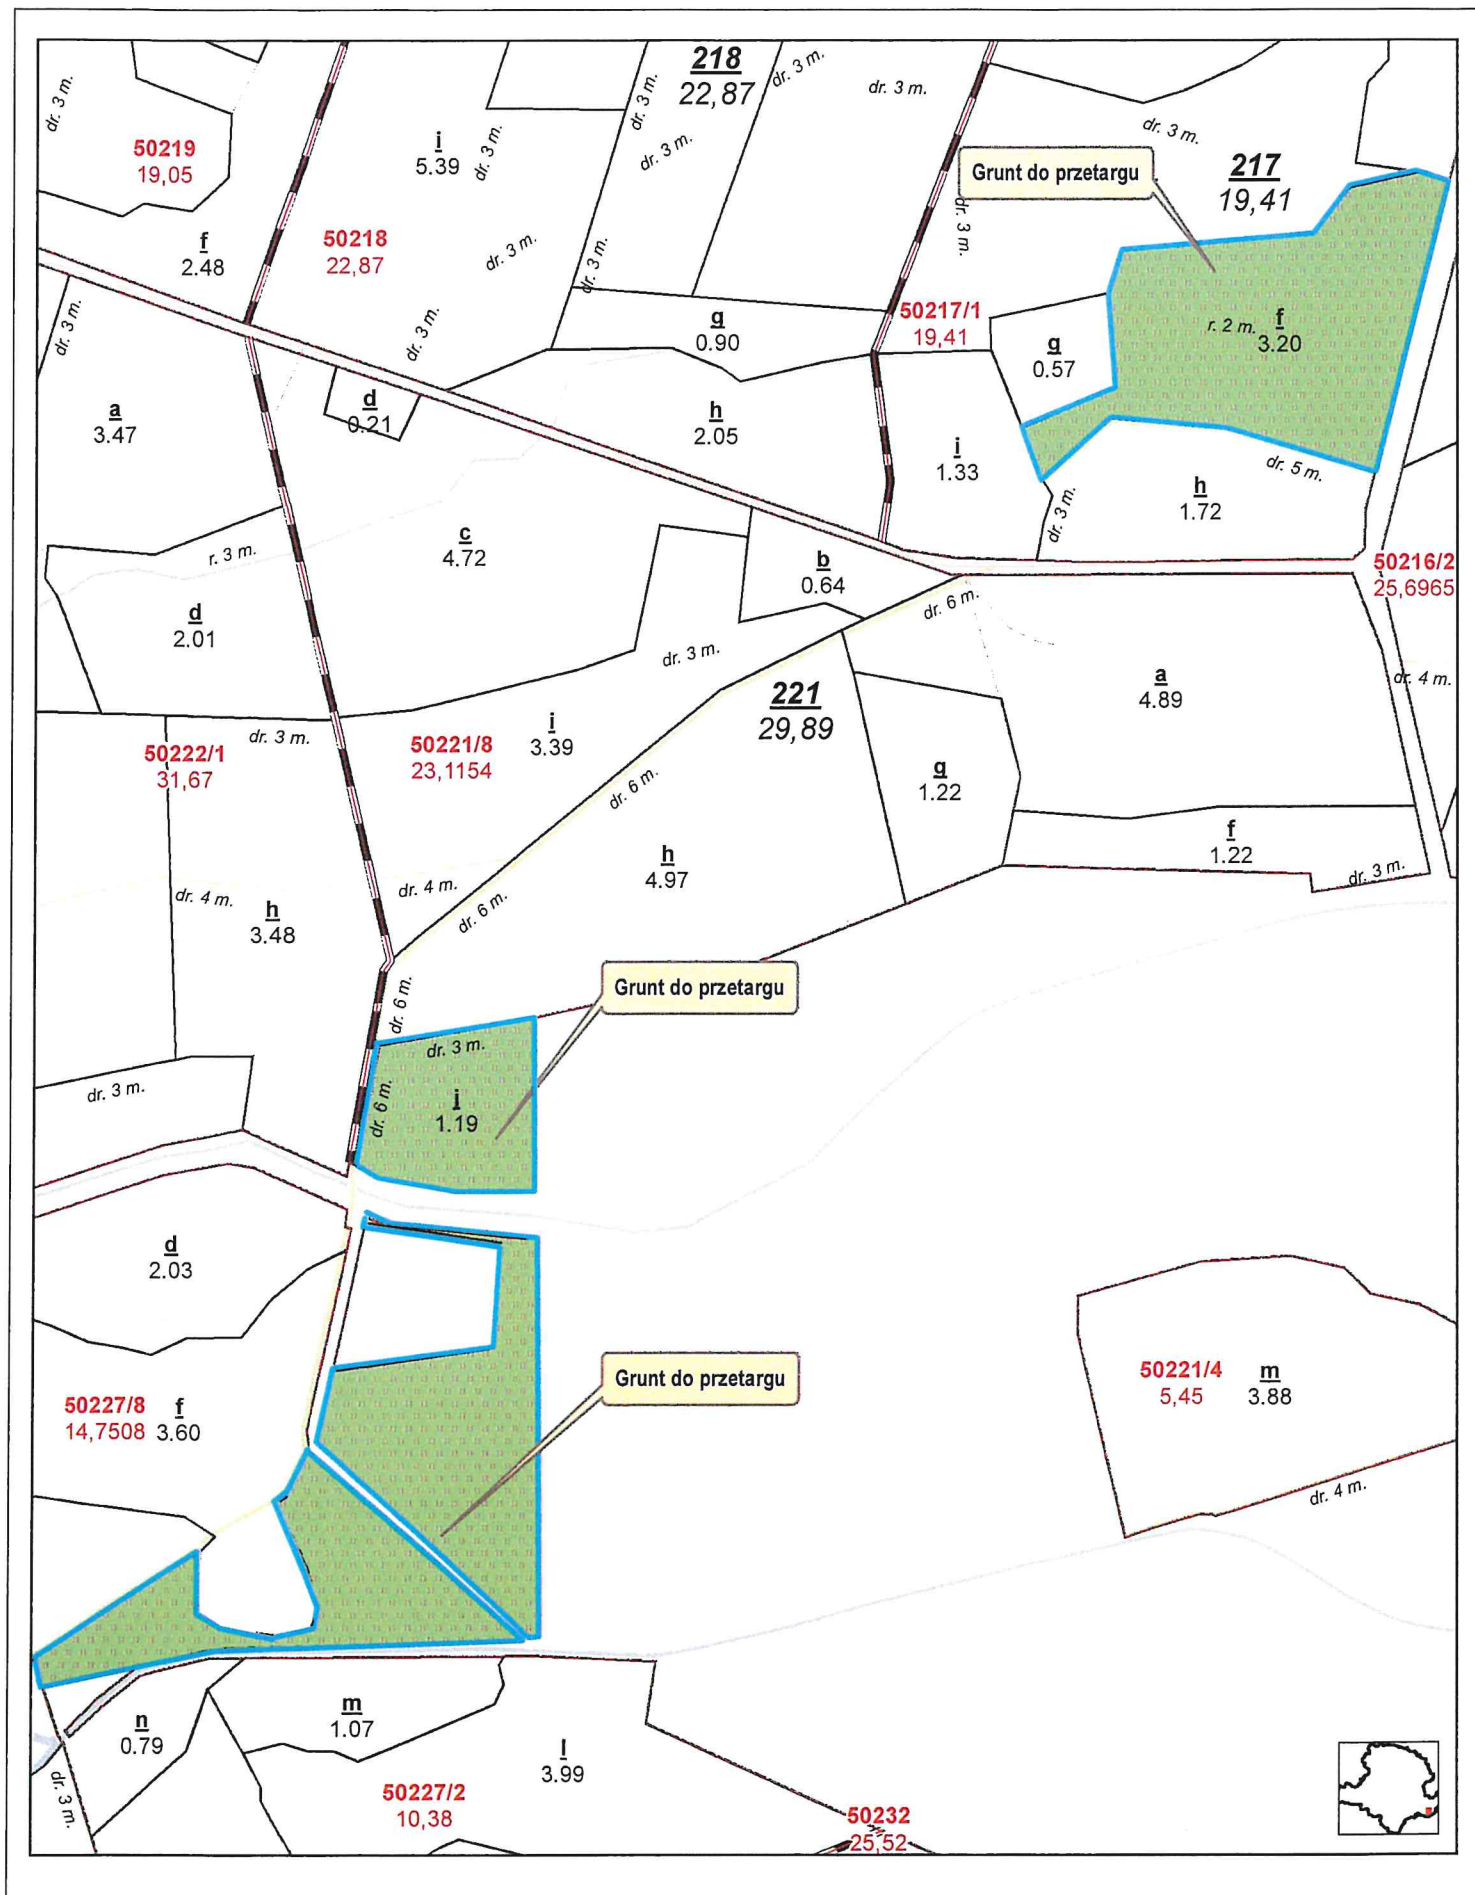 218
22,87
dr. 3 m.
dr. 3 m.
dr. 3 m.
dr. 3 m.
50219
19,05
i
5.39
dr. 3 m.
dr. 3 m.
dr. 3 m.
Grunt do przetargu
217
19,41
f
2.48
50218
22,87
dr. 3 m.
dr. 3 m.
dr. 3 m.
dr. 3 m.
dr. 3 m.
g
0.90
50217/1
19,41
g
0.57
r. 2 m.
f
3.20
a
3.47
d
0.21
h
2.05
i
1.33
dr. 5 m.
h
1.72
dr. 3 m.
r. 3 m.
c
4.72
b
0.64
50216/2
25,6965
d
2.01
dr. 6 m.
dr. 3 m.
a
4.89
dr. 4 m.
221
29,89
50222/1
31,67
dr. 3 m.
50221/8
23,1154
i
3.39
dr. 6 m.
g
1.22
f
1.22
dr. 3 m.
h
4.97
dr. 4 m.
dr. 4 m.
dr. 6 m.
h
3.48
dr. 6 m.
Grunt do przetargu
dr. 3 m.
dr. 3 m.
dr. 6 m.
j
1.19
d
2.03
Grunt do przetargu
50221/4
5,45
m
3.88
50227/8
14,7508
f
3.60
dr. 4 m.
n
0.79
m
1.07
l
3.99
dr. 3 m.
50227/2
10,38
50232
25,52